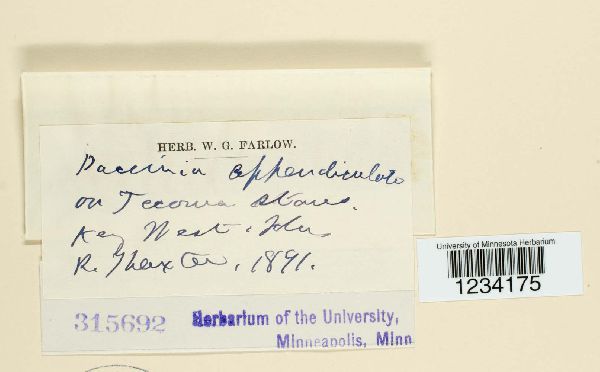 HERB. W. G. FARLOW.
Puccinia appendiculata
on Tecoma stans.
Key West. Fla.
R. Thaxter, 1891.
University of Minnesota Herbarium
1234175
315692 Herbarium of the University,
Minneapolis, Minn